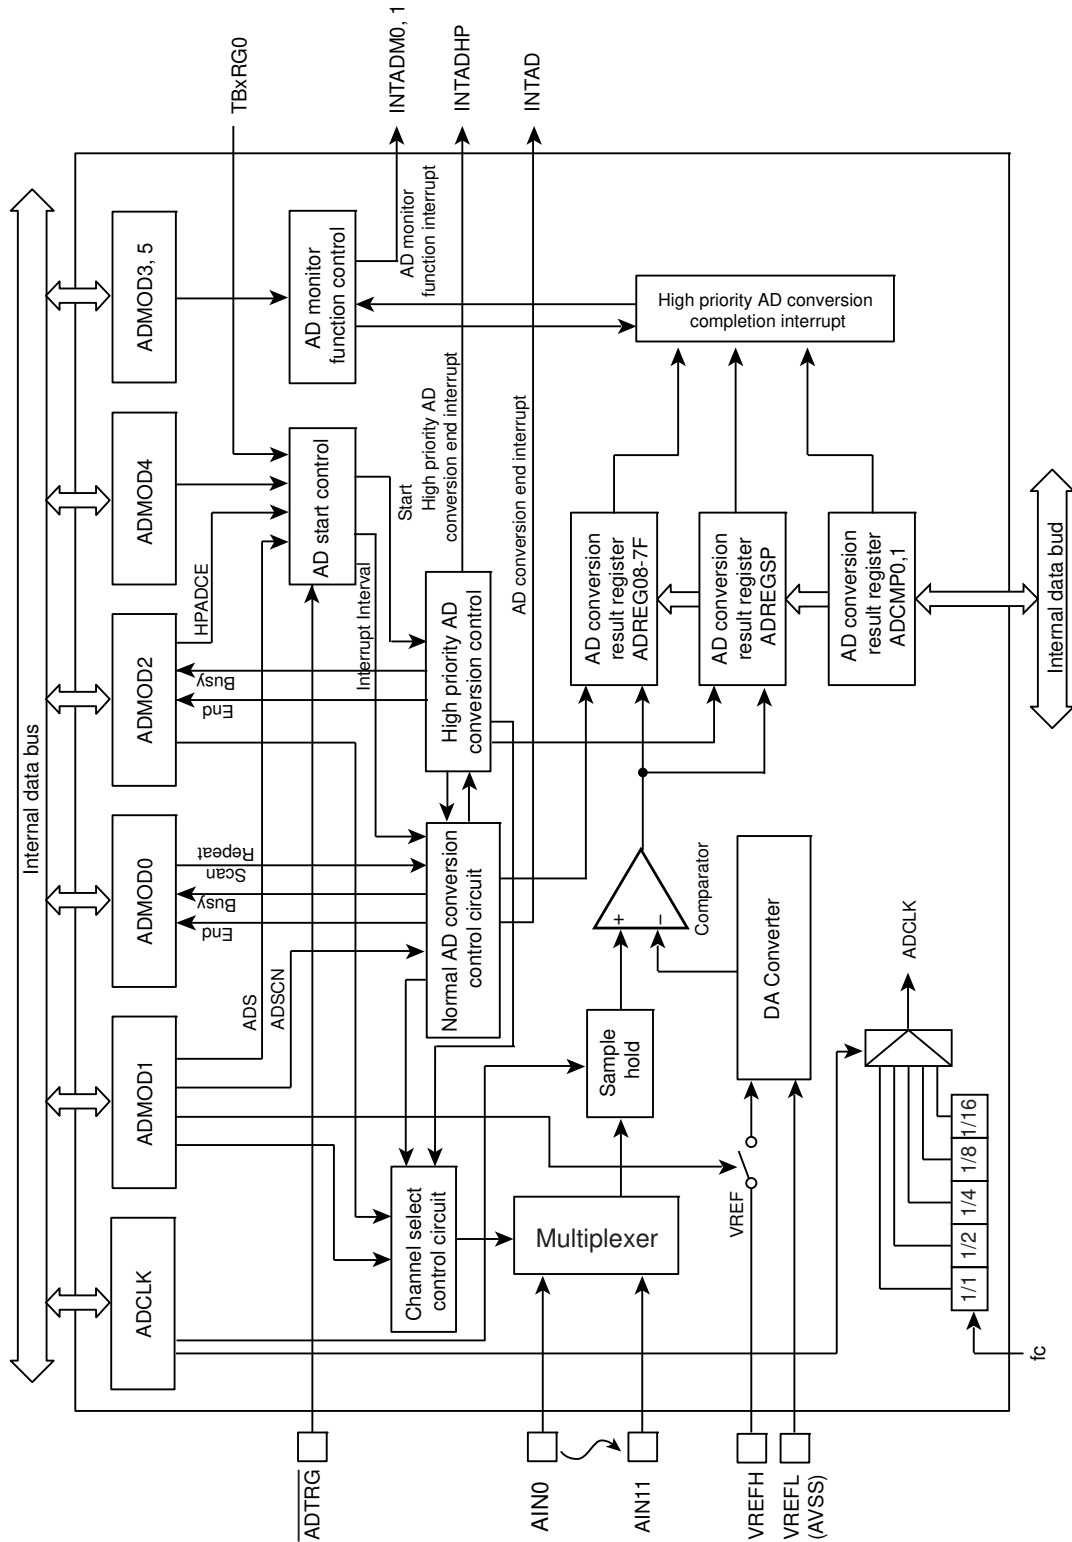 Internal data bus
ADCLK
ADMOD1
ADMOD0
ADMOD2
ADMOD4
ADMOD3, 5
ADS
ADSCN
End
Busy
Scan
Repeat
End
Busy
HPADCE
TBxRG0
ADTRG
AD start control
AD monitor
function control
AD monitor
function interrupt
INTADM0, 1
Interrupt Interval
Start
High priority AD
conversion end interrupt
INTADHP
AD conversion end interrupt
INTAD
Channel select
control circuit
Normal AD conversion
control circuit
High priority AD
conversion control
High priority AD conversion
completion interrupt
AIN0
AIN11
Multiplexer
Sample
hold
+
−
Comparator
AD conversion
result register
ADREG08-7F
AD conversion
result register
ADREGSP
AD conversion
result register
ADCMP0,1
VREFH
VREFL
(AVSS)
VREF
DA Converter
ADCLK
fc
1/1
1/2
1/4
1/8
1/16
Internal data bud